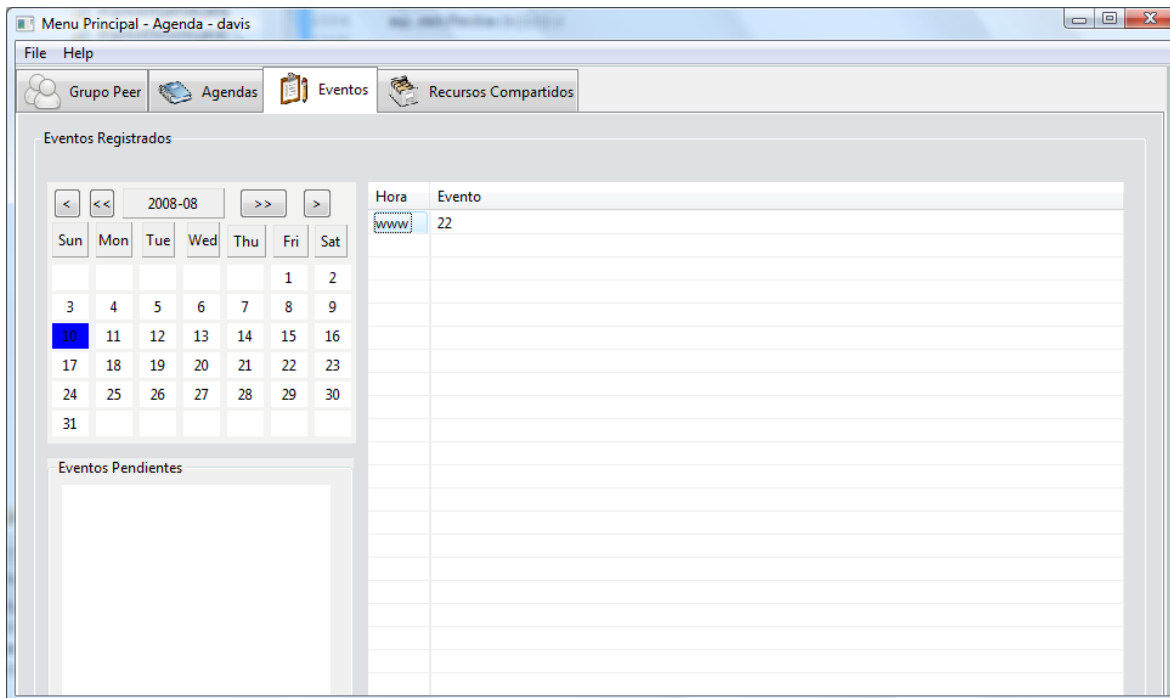 Menu Principal - Agenda - davis
File Help
Grupo Peer Agendas Eventos Recursos Compartidos
Eventos Registrados
< << 2008-08 >> >
Sun Mon Tue Wed Thu Fri Sat
1 2
3 4 5 6 7 8 9
10 11 12 13 14 15 16
17 18 19 20 21 22 23
24 25 26 27 28 29 30
31
Hora Evento
www 22
Eventos Pendientes